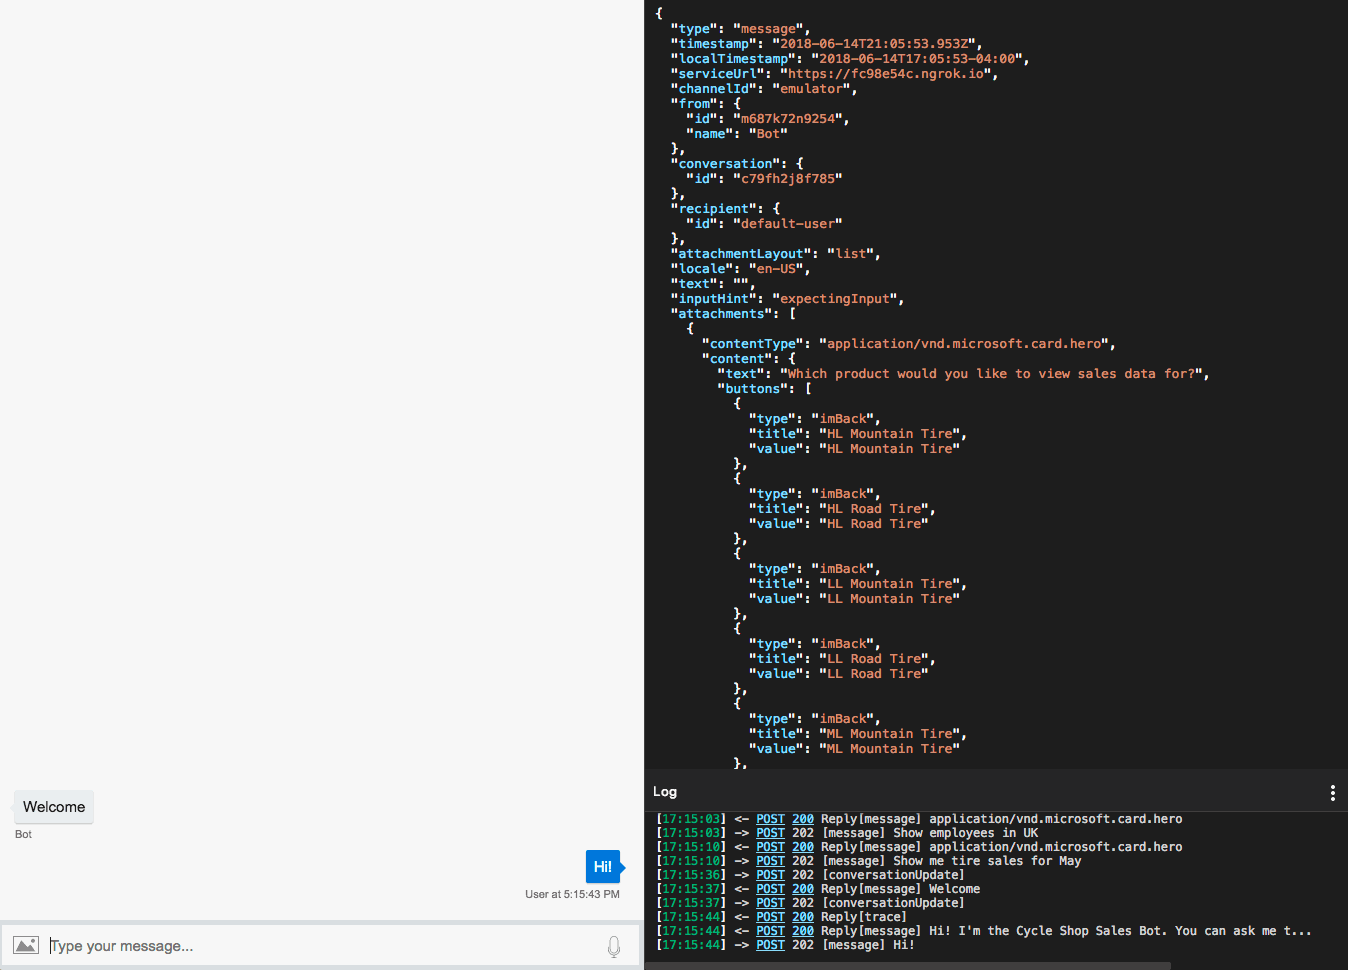 Welcome
Bot
Hi!
User at 5:15:43 PM
Type your message...
{
"type": "message",
"timestamp": "2018-06-14T21:05:53.953Z",
"localTimestamp": "2018-06-14T17:05:53-04:00",
"serviceUrl": "https://fc98e54c.ngrok.io",
"channelId": "emulator",
"from": {
"id": "m687k72n9254",
"name": "Bot"
},
"conversation": {
"id": "c79fh2j8f785"
},
"recipient": {
"id": "default-user"
},
"attachmentLayout": "list",
"locale": "en-US",
"text": "",
"inputHint": "expectingInput",
"attachments": [
{
"contentType": "application/vnd.microsoft.card.hero",
"content": {
"text": "Which product would you like to view sales data for?",
"buttons": [
{
"type": "imBack",
"title": "HL Mountain Tire",
"value": "HL Mountain Tire"
},
{
"type": "imBack",
"title": "HL Road Tire",
"value": "HL Road Tire"
},
{
"type": "imBack",
"title": "LL Mountain Tire",
"value": "LL Mountain Tire"
},
{
"type": "imBack",
"title": "LL Road Tire",
"value": "LL Road Tire"
},
{
"type": "imBack",
"title": "ML Mountain Tire",
"value": "ML Mountain Tire"
},
Log
[17:15:03] <- POST 200 Reply[message] application/vnd.microsoft.card.hero
[17:15:03] -> POST 202 [message] Show employees in UK
[17:15:10] <- POST 200 Reply[message] application/vnd.microsoft.card.hero
[17:15:10] -> POST 202 [message] Show me tire sales for May
[17:15:36] -> POST 202 [conversationUpdate]
[17:15:37] <- POST 200 Reply[message] Welcome
[17:15:37] -> POST 202 [conversationUpdate]
[17:15:44] <- POST 200 Reply[trace]
[17:15:44] <- POST 200 Reply[message] Hi! I'm the Cycle Shop Sales Bot. You can ask me t...
[17:15:44] -> POST 202 [message] Hi!